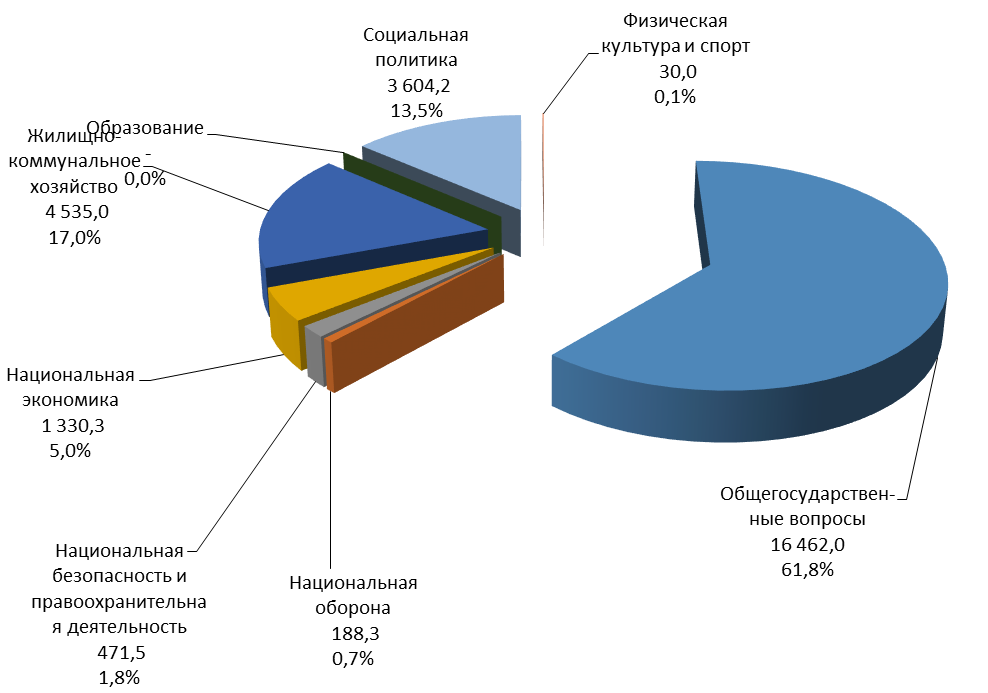 Физическая
культура и спорт
30,0
0,1%
Социальная
политика
3 604,2
13,5%
Образование
-
0,0%
Жилищно-
коммунальное
хозяйство
4 535,0
17,0%
Национальная
экономика
1 330,3
5,0%
Национальная
безопасность и
правоохранительна
я деятельность
471,5
1,8%
Национальная
оборона
188,3
0,7%
Общегосударствен-
ные вопросы
16 462,0
61,8%